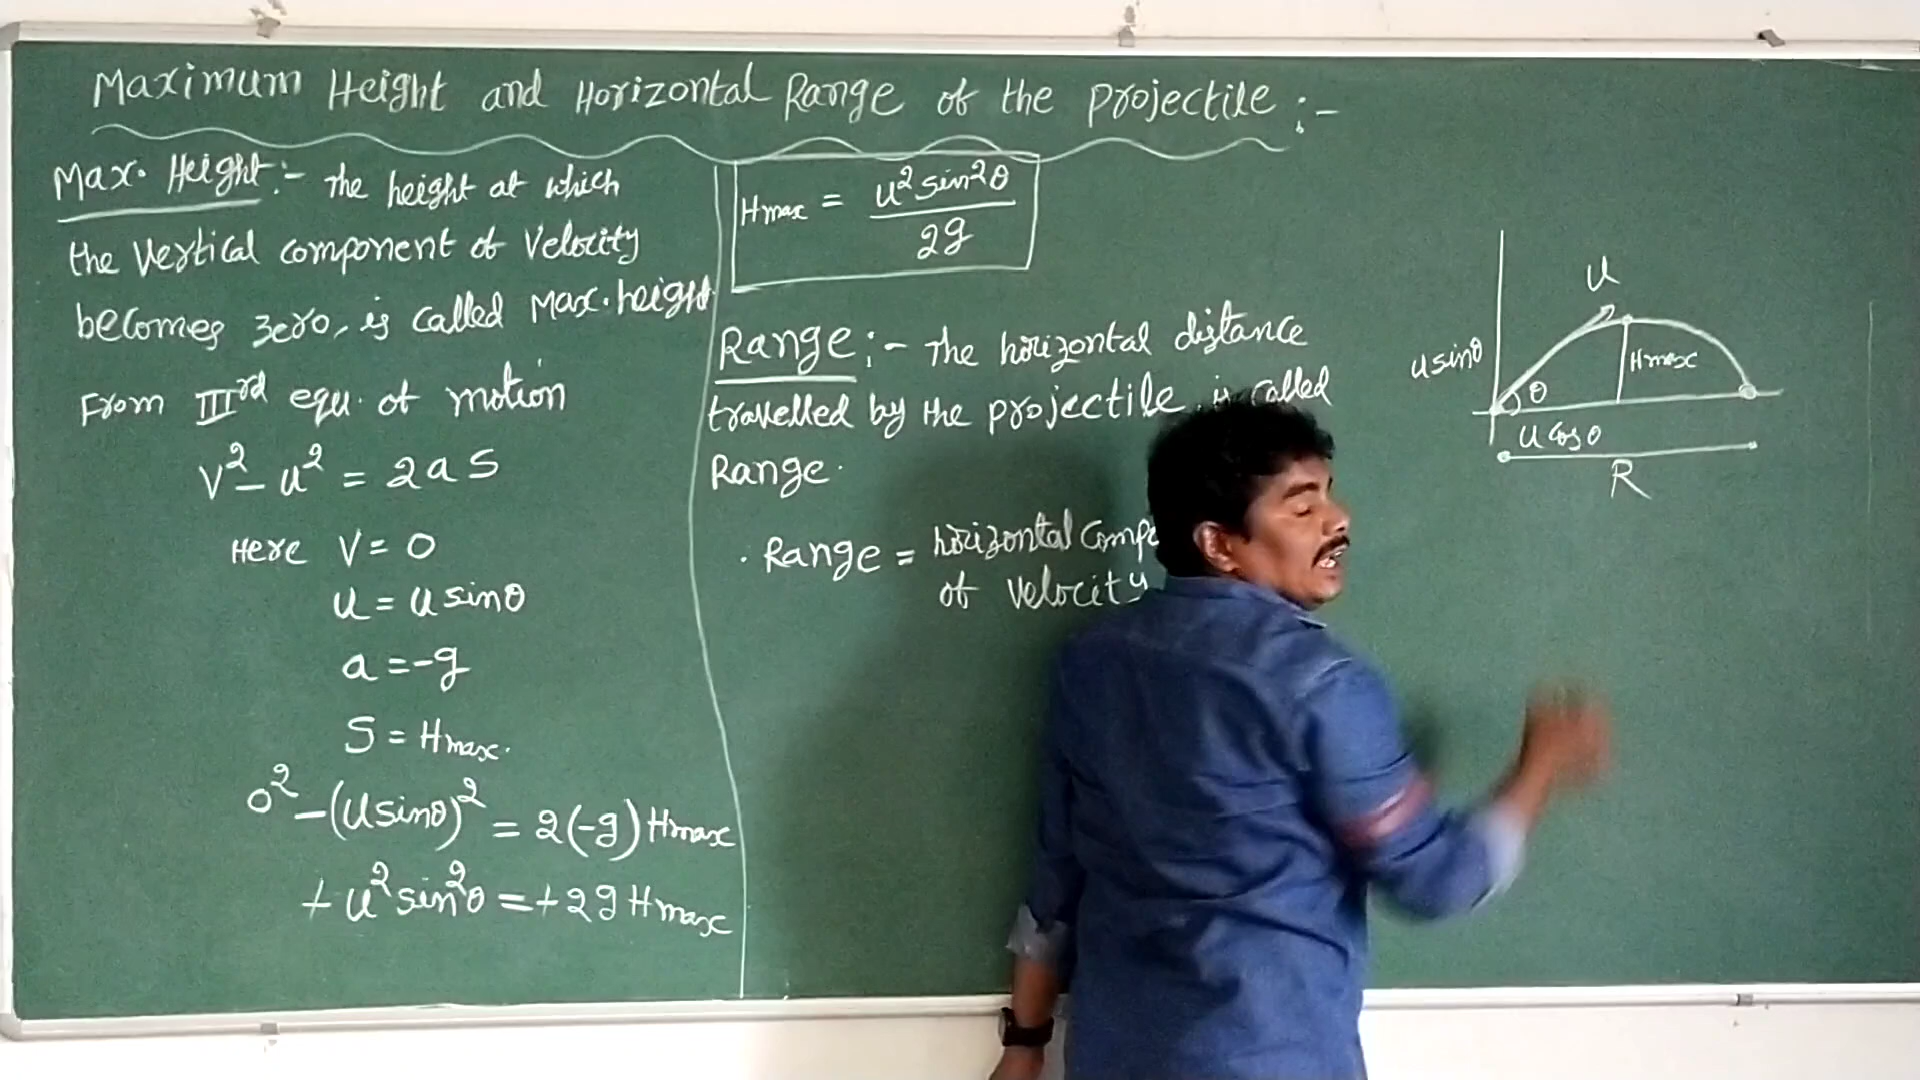 Maximum Height and Horizontal Range of the projectile :-
Max. Height :- The height at which
the Vertical component of Velocity
becomes zero, is called Max. height.
From IIIrd equ. of motion
V² - u² = 2as
Here V = 0
u = u sinθ
a = -g
S = Hmax.
0² - (u sinθ)² = 2(-g) Hmax
+ u² sin²θ = + 2g Hmax
Hmax = u² sin²θ / 2g
Range :- The horizontal distance
travelled by the projectile is called
Range.
. Range = horizontal
of velocity
u
u sinθ
Hmax
θ
u cosθ
R